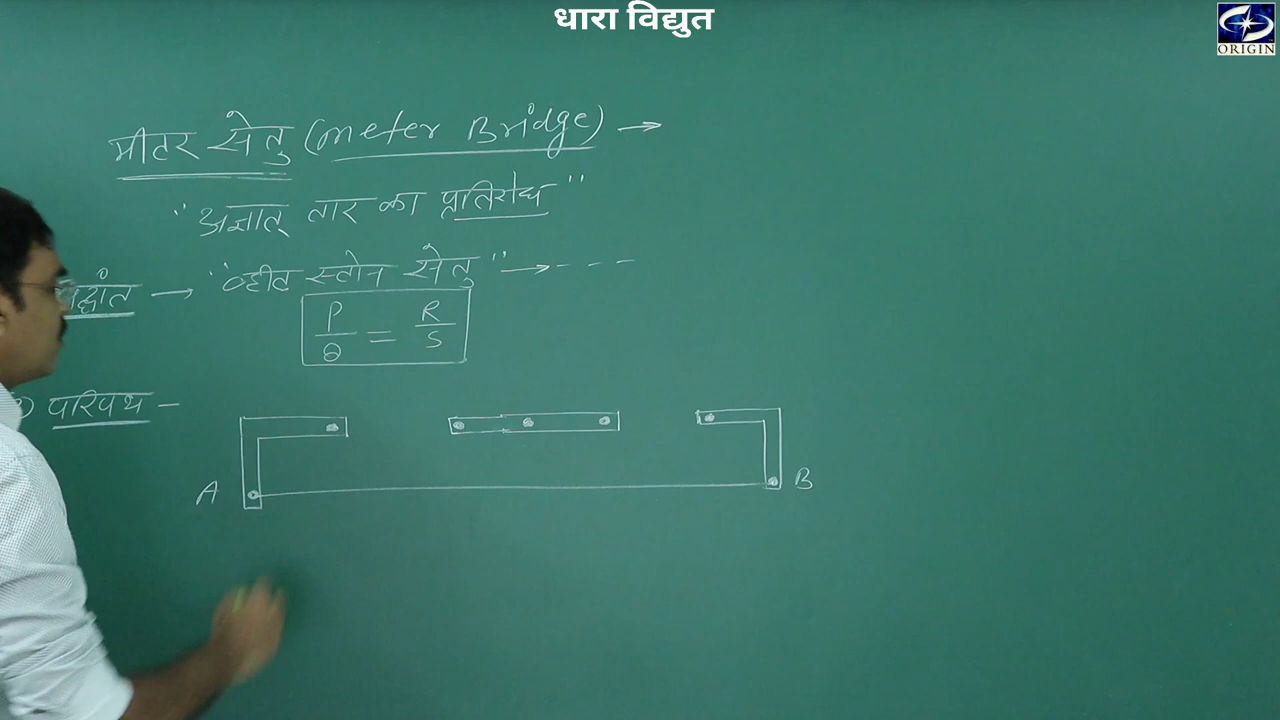 धारा विद्युत
ORIGIN
मीटर सेतु (meter Bridge) →
"अज्ञात् तार का प्रतिरोध"
→ "व्हीट स्टोन सेतु" → - - -
P/Q = R/S
परिपथ -
A B